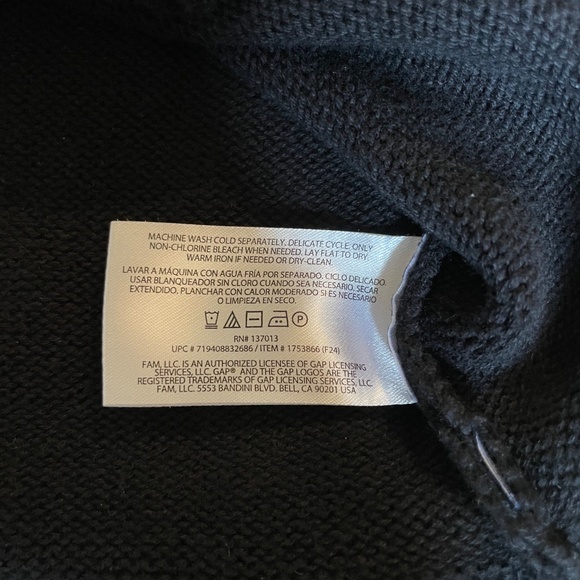 MACHINE WASH COLD SEPARATELY. DELICATE CYCLE. ONLY
NON-CHLORINE BLEACH WHEN NEEDED. LAY FLAT TO DRY.
WARM IRON IF NEEDED OR DRY-CLEAN.
LAVAR A MÁQUINA CON AGUA FRÍA POR SEPARADO. CICLO DELICADO.
USAR BLANQUEADOR SIN CLORO CUANDO SEA NECESARIO. SECAR
EXTENDIDO. PLANCHAR CON CALOR MODERADO SI ES NECESARIO
O LIMPIEZA EN SECO.
P
RN# 137013
UPC # 719408832686 / ITEM # 1753866 (F24)
FAM, LLC. IS AN AUTHORIZED LICENSEE OF GAP LICENSING
SERVICES, LLC. GAP® AND THE GAP LOGOS ARE THE
REGISTERED TRADEMARKS OF GAP LICENSING SERVICES, LLC.
FAM, LLC. 5553 BANDINI BLVD. BELL, CA 90201 USA